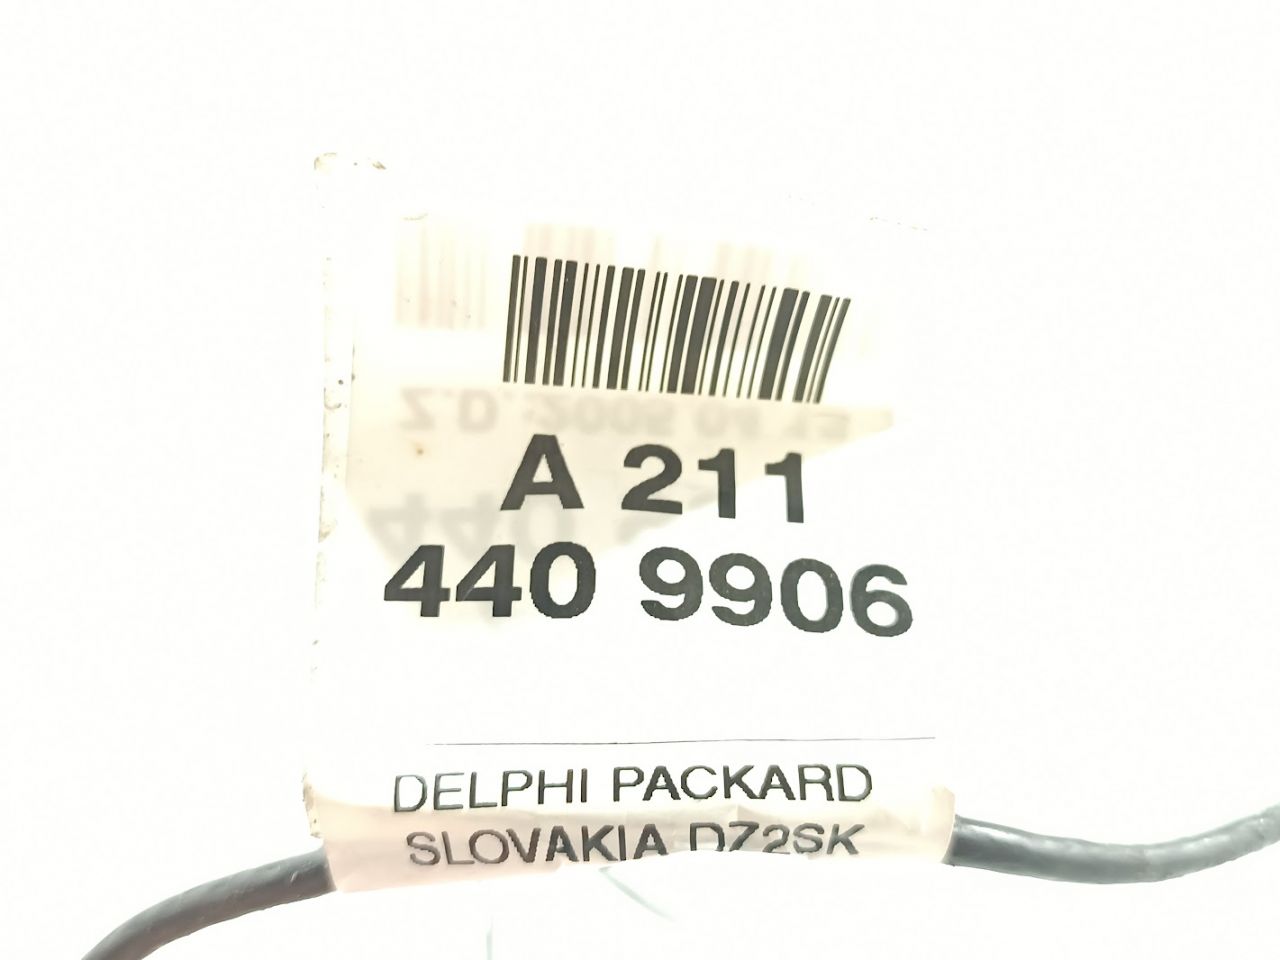 A 211
440 9906
DELPHI PACKARD
SLOVAKIA DZ2SK